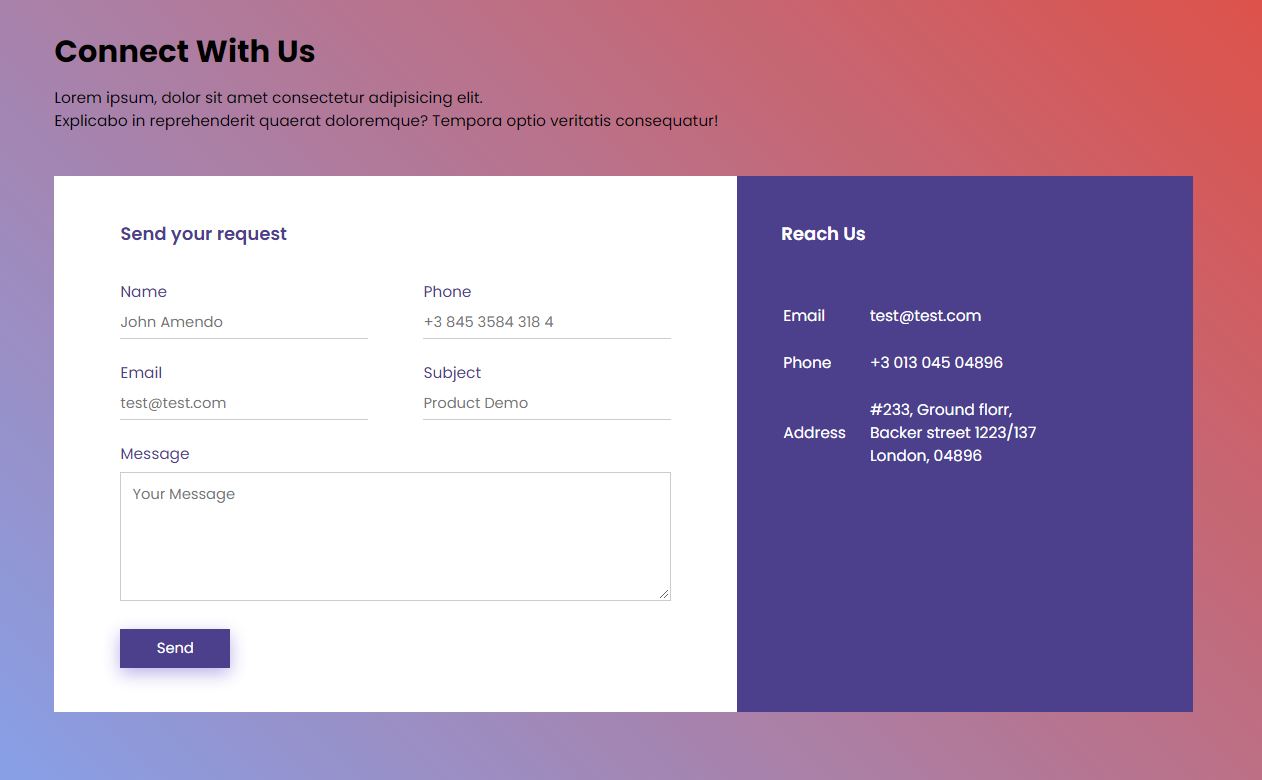 Connect With Us
Lorem ipsum, dolor sit amet consectetur adipisicing elit.
Explicabo in reprehenderit quaerat doloremque? Tempora optio veritatis consequatur!
Send your request
Name
John Amendo
Phone
+3 845 3584 318 4
Email
test@test.com
Subject
Product Demo
Message
Your Message
Send
Reach Us
Email test@test.com
Phone +3 013 045 04896
#233, Ground florr,
Address Backer street 1223/137
London, 04896